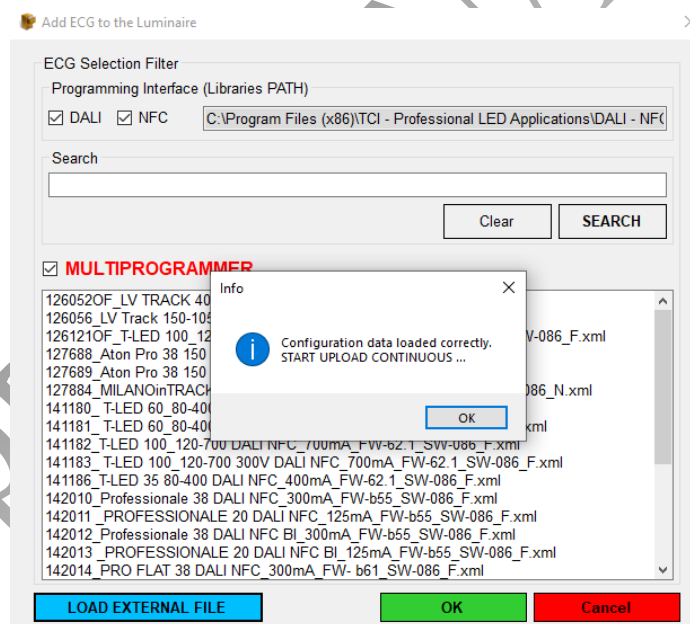 Add ECG to the Luminaire
ECG Selection Filter
Programming Interface (Libraries PATH)
DALI NFC C:\Program Files (x86)\TCI - Professional LED Applications\DALI - NF
Search
Clear SEARCH
MULTIPROGRAMMER
Info
Configuration data loaded correctly.
START UPLOAD CONTINUOUS ...
OK
126052OF_LV TRACK 40
126056_LV Track 150-105
126121OF_T-LED 100_12 V-086_F.xml
127688_Aton Pro 38 150
127689_Aton Pro 38 150
127884_MILANOinTRACK 086_N.xml
141180_ T-LED 60_80-400
141181_ T-LED 60_80-400 xml
141182_T-LED 100_120-700 DALI NFC_700mA_FW-62.1_SW-086_F.xml
141183_ T-LED 100_120-700 300V DALI NFC_700mA_FW-62.1_SW-086_F.xml
141186_T-LED 35 80-400 DALI NFC_400mA_FW-62.1_SW-086_F.xml
142010_Professionale 38 DALI NFC_300mA_FW-b55_SW-086_F.xml
142011 _PROFESSIONALE 20 DALI NFC_125mA_FW-b55_SW-086_F.xml
142012_Professionale 38 DALI NFC BI_300mA_FW-b55_SW-086_F.xml
142013 _PROFESSIONALE 20 DALI NFC BI_125mA_FW-b55_SW-086_F.xml
142014_PRO FLAT 38 DALI NFC_300mA_FW- b61_SW-086_F.xml
LOAD EXTERNAL FILE OK Cancel